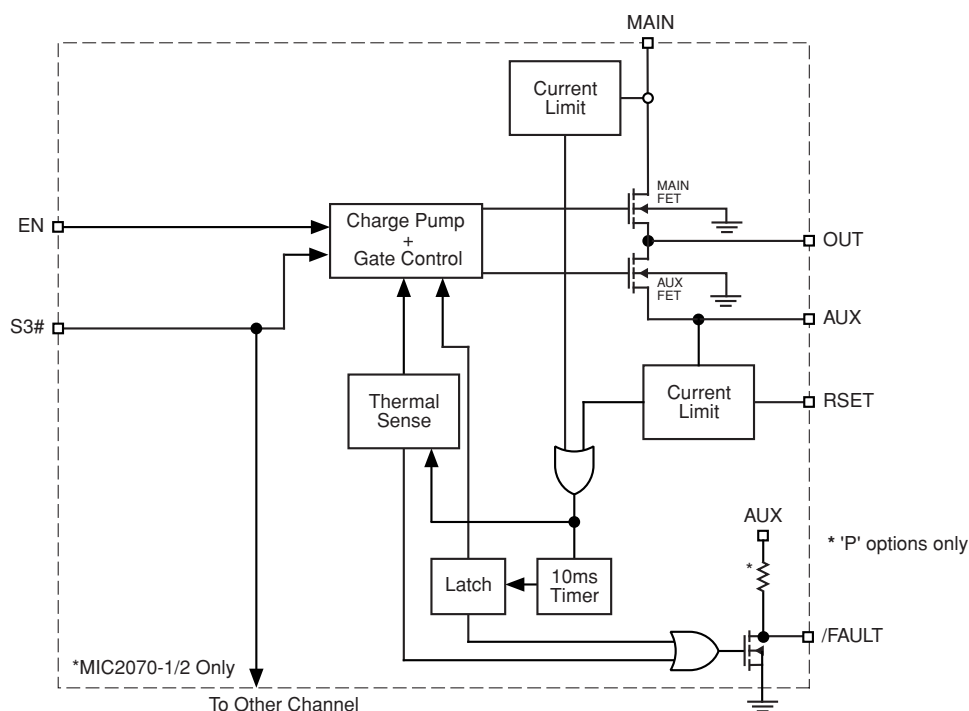 MAIN
Current
Limit
MAIN
FET
EN
Charge Pump
+
Gate Control
OUT
AUX
FET
S3#
AUX
Thermal
Sense
Current
Limit
RSET
AUX
* 'P' options only
*
Latch
10ms
Timer
/FAULT
*MIC2070-1/2 Only
To Other Channel